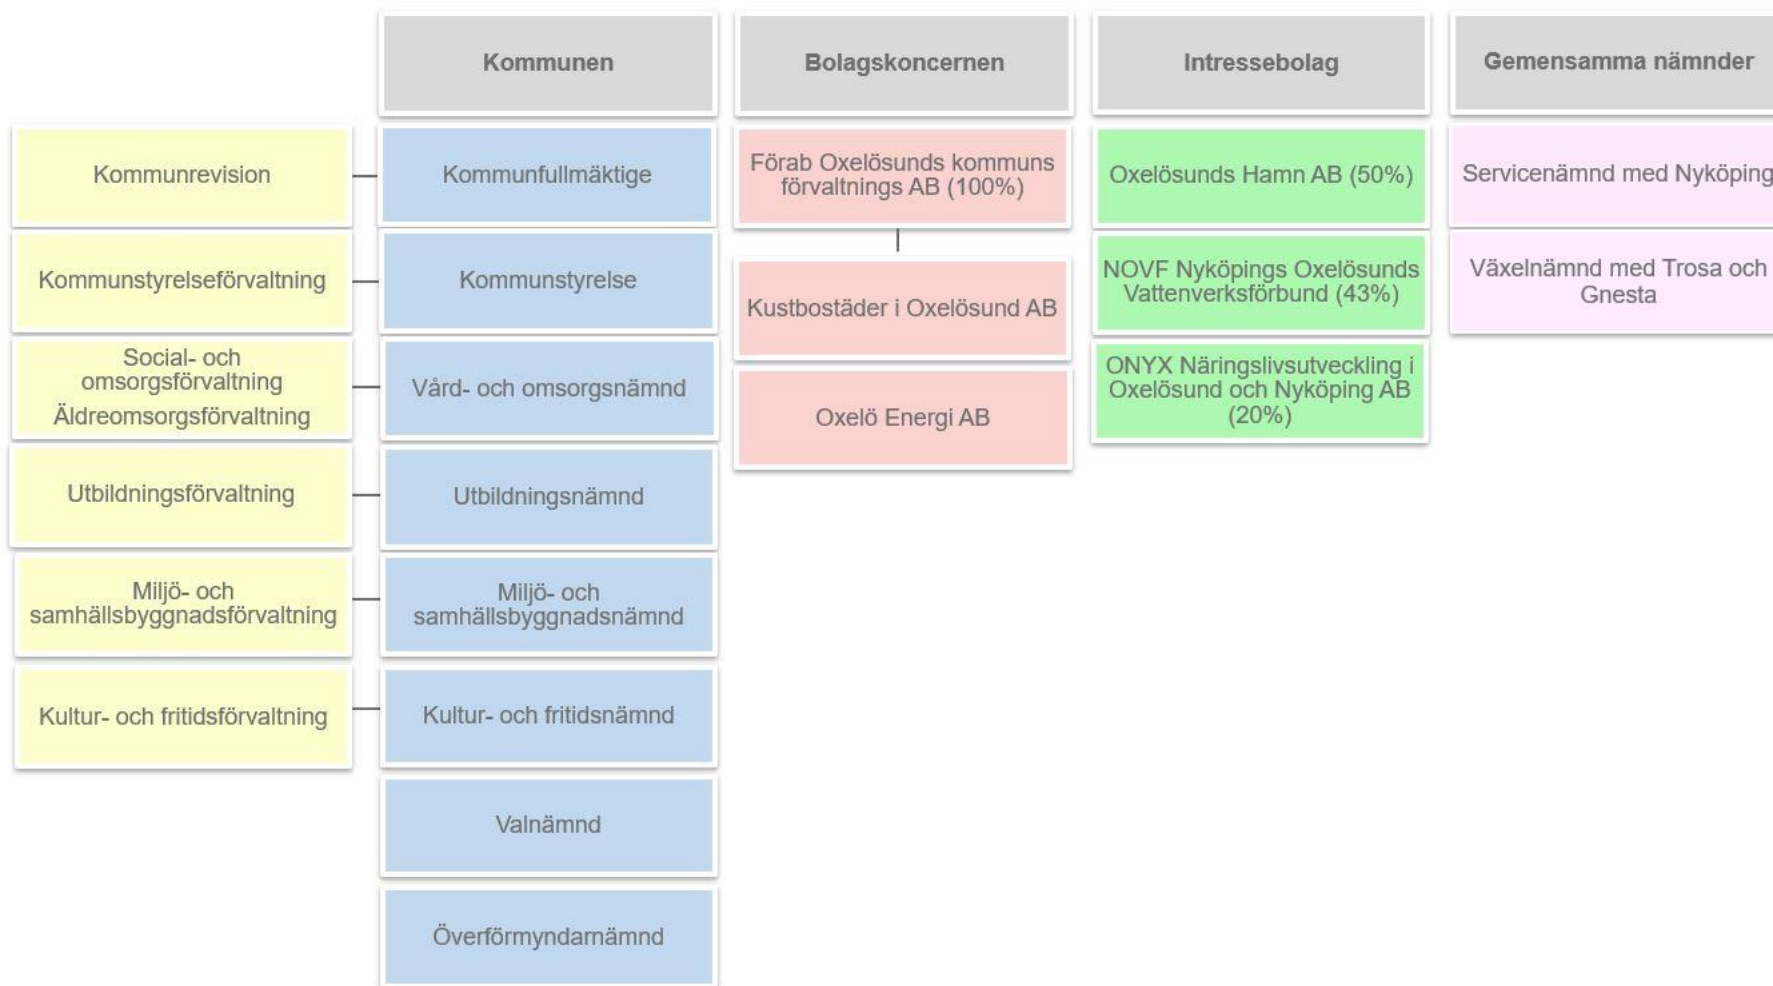 Kommunen
Bolagskoncernen
Intressebolag
Gemensamma nämnder
Kommunrevision
Kommunfullmäktige
Förab Oxelösunds kommuns
förvaltnings AB (100%)
Oxelösunds Hamn AB (50%)
Servicenämnd med Nyköping
Kommunstyrelseförvaltning
Kommunstyrelse
Kustbostäder i Oxelösund AB
NOVF Nyköpings Oxelösunds
Vattenverksförbund (43%)
Växelnämnd med Trosa och
Gnesta
Social- och
omsorgsförvaltning
Äldreomsorgsförvaltning
Vård- och omsorgsnämnd
Oxelö Energi AB
ONYX Näringslivsutveckling i
Oxelösund och Nyköping AB
(20%)
Utbildningsförvaltning
Utbildningsnämnd
Miljö- och
samhällsbyggnadsförvaltning
Miljö- och
samhällsbyggnadsnämnd
Kultur- och fritidsförvaltning
Kultur- och fritidsnämnd
Valnämnd
Överförmyndarnämnd